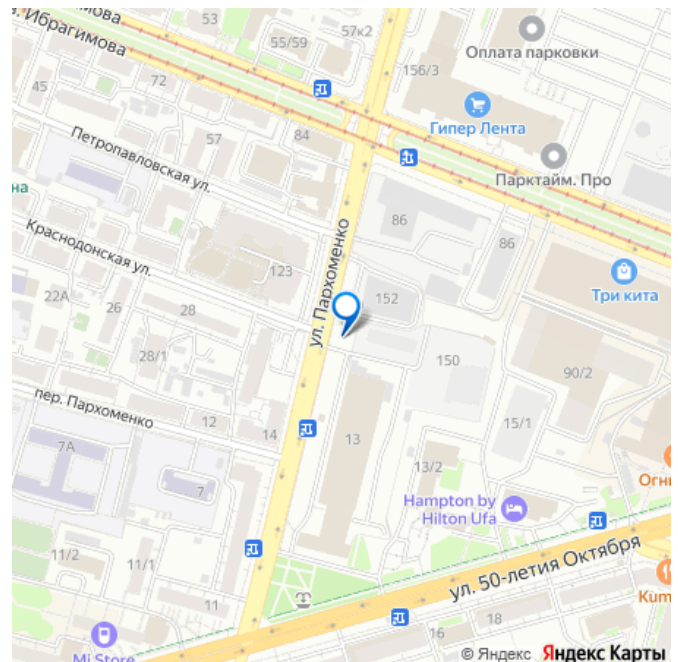 53
57к2
л. Ибрагимова
55/59
Оплата парковки
156/3
72
45
Гипер Лента
Петропавловская ул.
57
84
Парктайм. Про
на
86
Краснодонская ул.
ул. Пархоменко
86
123
Три кита
22А
26
28
152
28/1
150
90/2
пер. Пархоменко
12
14
13
15/1
7А
7
13/2
Огни
Hampton by
Hilton Ufa
ул. 50-летия Октября
11/2
11/1
11
Kum
18
16
Mi Store
© Яндекс Яндекс Карты